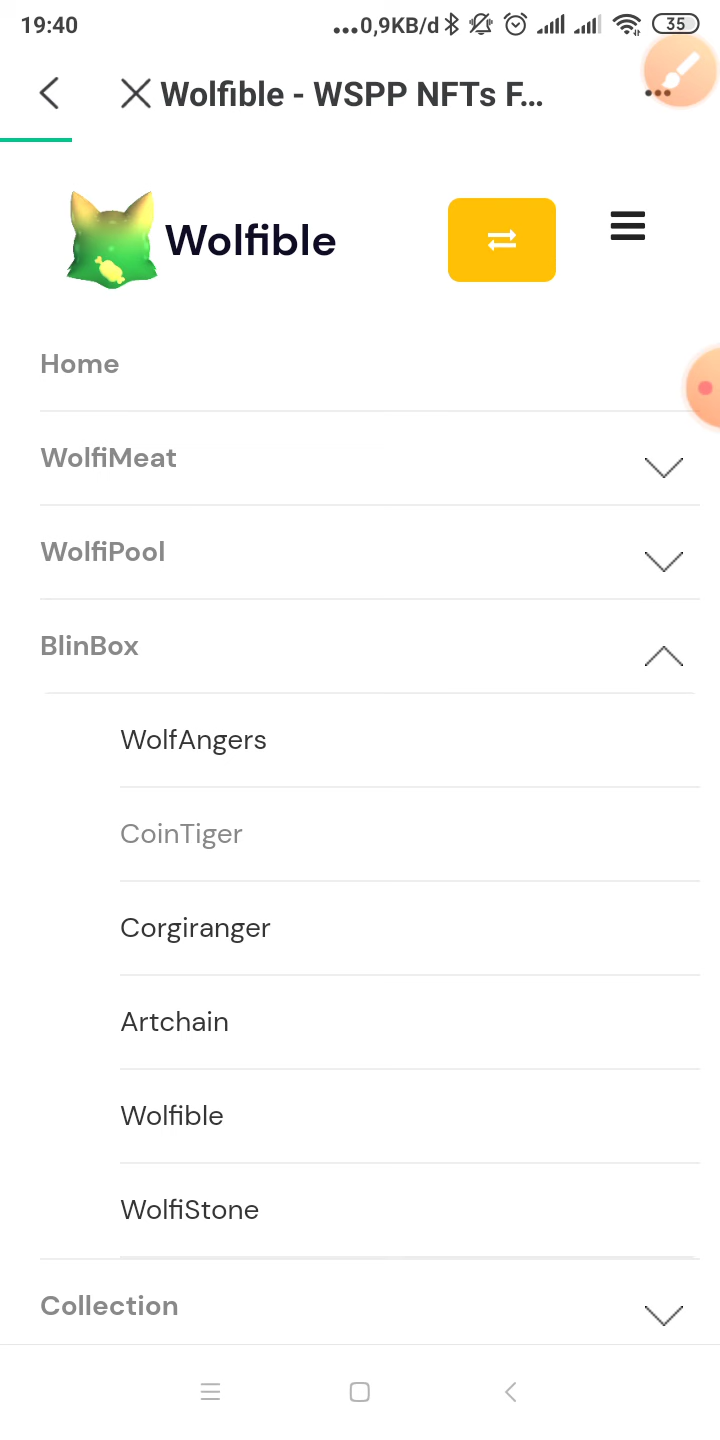 19:40
...0,9KB/d
35
Wolfible - WSPP NFTs F...
Wolfible
Home
WolfiMeat
WolfiPool
BlinBox
WolfAngers
CoinTiger
Corgiranger
Artchain
Wolfible
WolfiStone
Collection